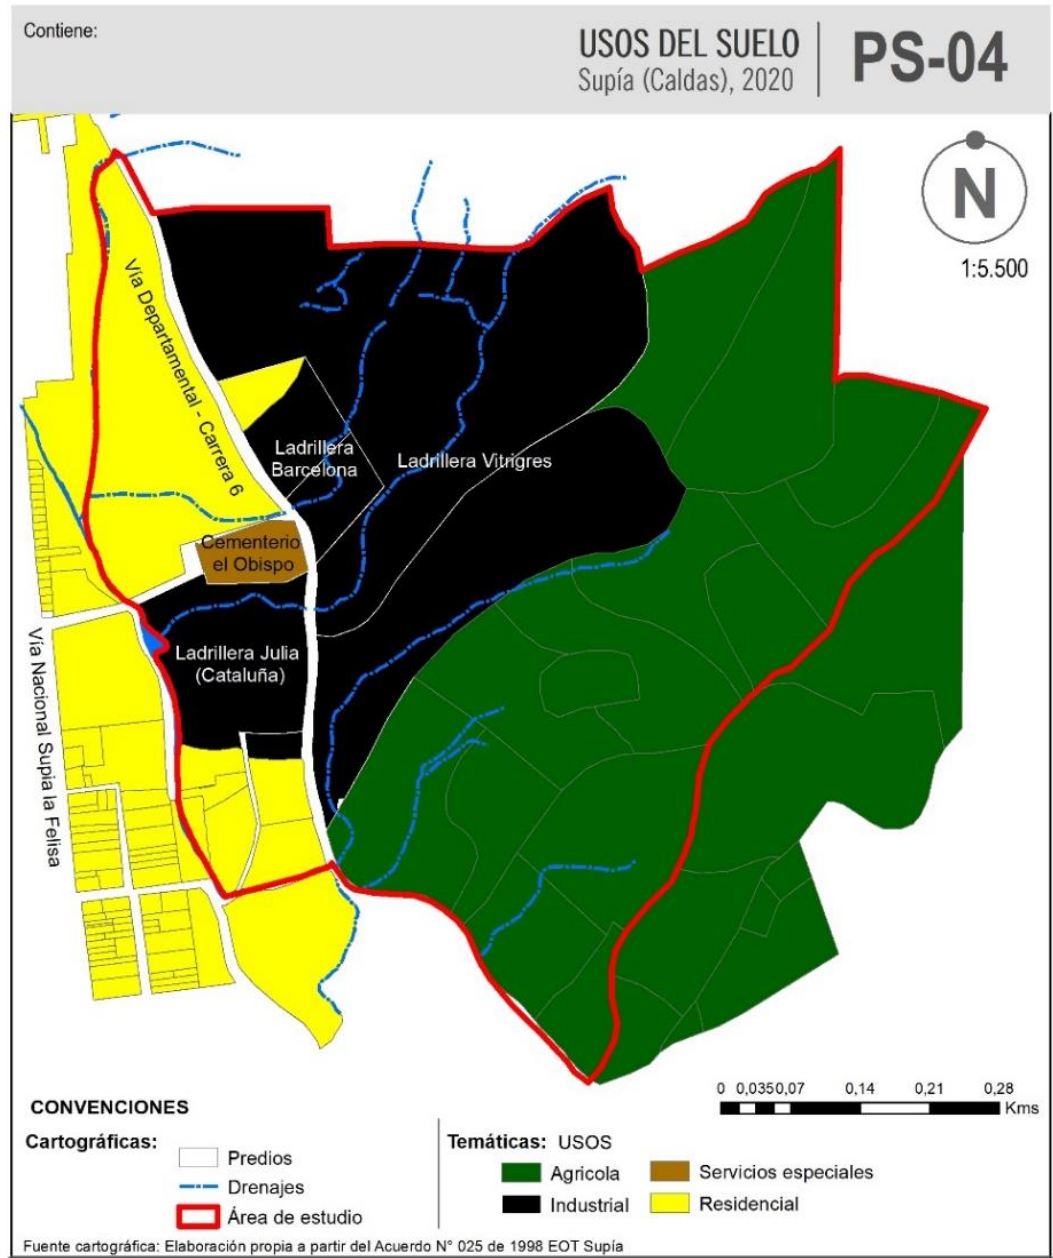 Contiene:
USOS DEL SUELO
Supía (Caldas), 2020
PS-04
N
1:5.500
Vía Departamental - Carrera 6
Ladrillera
Barcelona
Ladrillera Vitrigres
Cementerio
el Obispo
Ladrillera Julia
(Cataluña)
Vía Nacional Supia la Felisa
0 0,035 0,07 0,14 0,21 0,28
Kms
CONVENCIONES
Cartográficas:
Predios
Drenajes
Área de estudio
Temáticas: USOS
Agricola
Industrial
Servicios especiales
Residencial
Fuente cartográfica: Elaboración propia a partir del Acuerdo N° 025 de 1998 EOT Supía